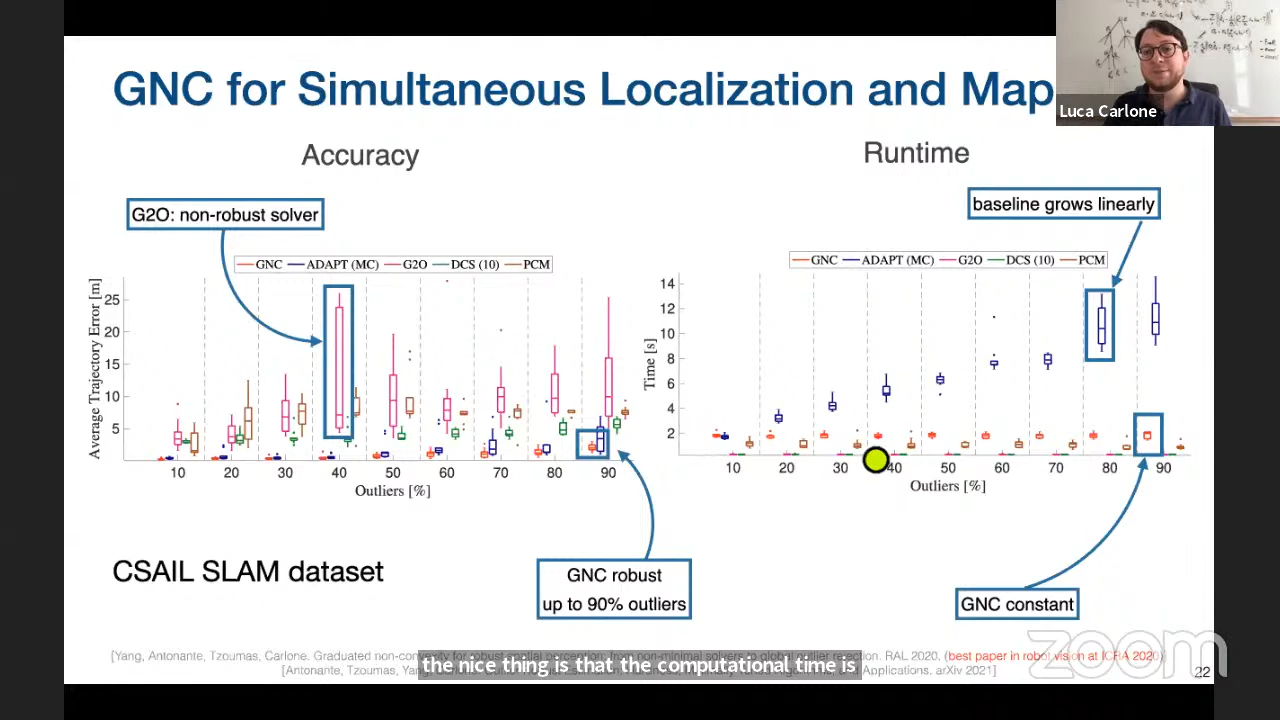 GNC for Simultaneous Localization and Map
Luca Carlone
Accuracy
Runtime
G2O: non-robust solver
baseline grows linearly
GNC ADAPT (MC) G2O DCS (10) PCM
GNC ADAPT (MC) G2O DCS (10) PCM
Average Trajectory Error [m]
25
20
15
10
5
10 20 30 40 50 60 70 80 90
Outliers [%]
Time [s]
14
12
10
8
6
4
2
10 20 30 40 50 60 70 80 90
Outliers [%]
CSAIL SLAM dataset
GNC robust
up to 90% outliers
GNC constant
zoom
[Yang, Antonante, Tzoumas, Carlone. Graduated non-convexity for robust spatial perception: from non-minimal solvers to global outlier rejection. RAL 2020, (best paper in robot vision at ICRA 2020)
[Antonante, Tzoumas, Yang, and Applications. arXiv 2021]
the nice thing is that the computational time is
22